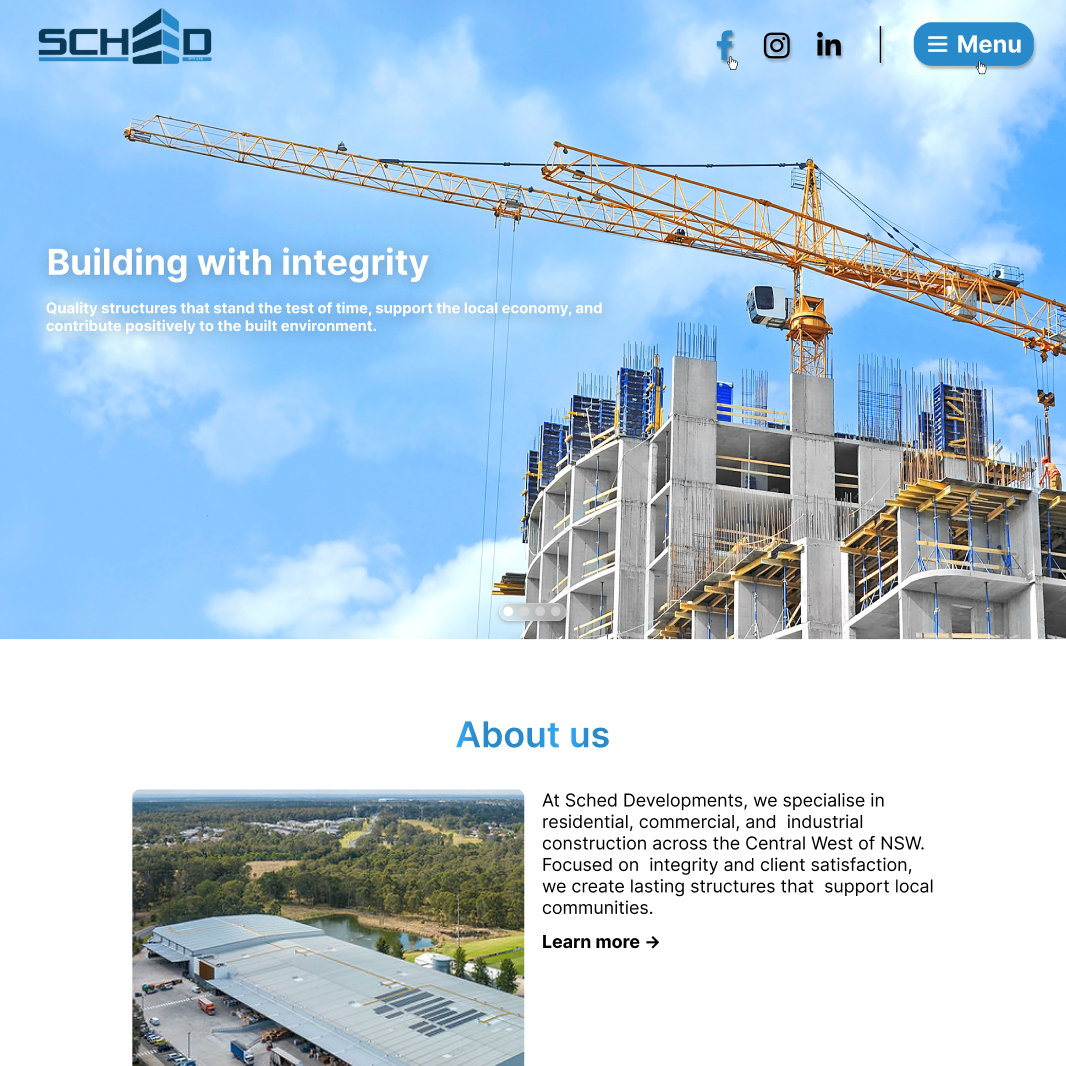 SCHED
Menu
Building with integrity
Quality structures that stand the test of time, support the local economy, and
contribute positively to the built environment.
About us
At Sched Developments, we specialise in
residential, commercial, and  industrial
construction across the Central West of NSW.
Focused on  integrity and client satisfaction,
we create lasting structures that  support local
communities.
Learn more →